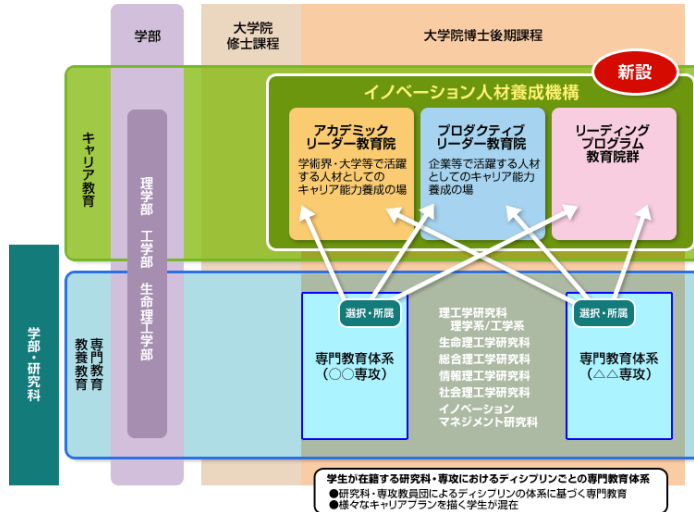 学部
大学院
修士課程
大学院博士後期課程
新設
イノベーション人材養成機構
キャリア教育
アカデミック
リーダー教育院
学術界・大学等で活躍
する人材としての
キャリア能力養成の場
プロダクティブ
リーダー教育院
企業等で活躍する人材
としてのキャリア能力
養成の場
リーディング
プログラム
教育院群
理学部 工学部 生命理工学部
学部・研究科
専門教育
教養教育
選択・所属
専門教育体系
(○○専攻)
理工学研究科
理学系/工学系
生命理工学研究科
総合理工学研究科
情報理工学研究科
社会理工学研究科
イノベーション
マネジメント研究科
選択・所属
専門教育体系
(△△専攻)
学生が在籍する研究科・専攻におけるディシプリンごとの専門教育体系
●研究科・専攻教員団によるディシプリンの体系に基づく専門教育
●様々なキャリアプランを描く学生が混在